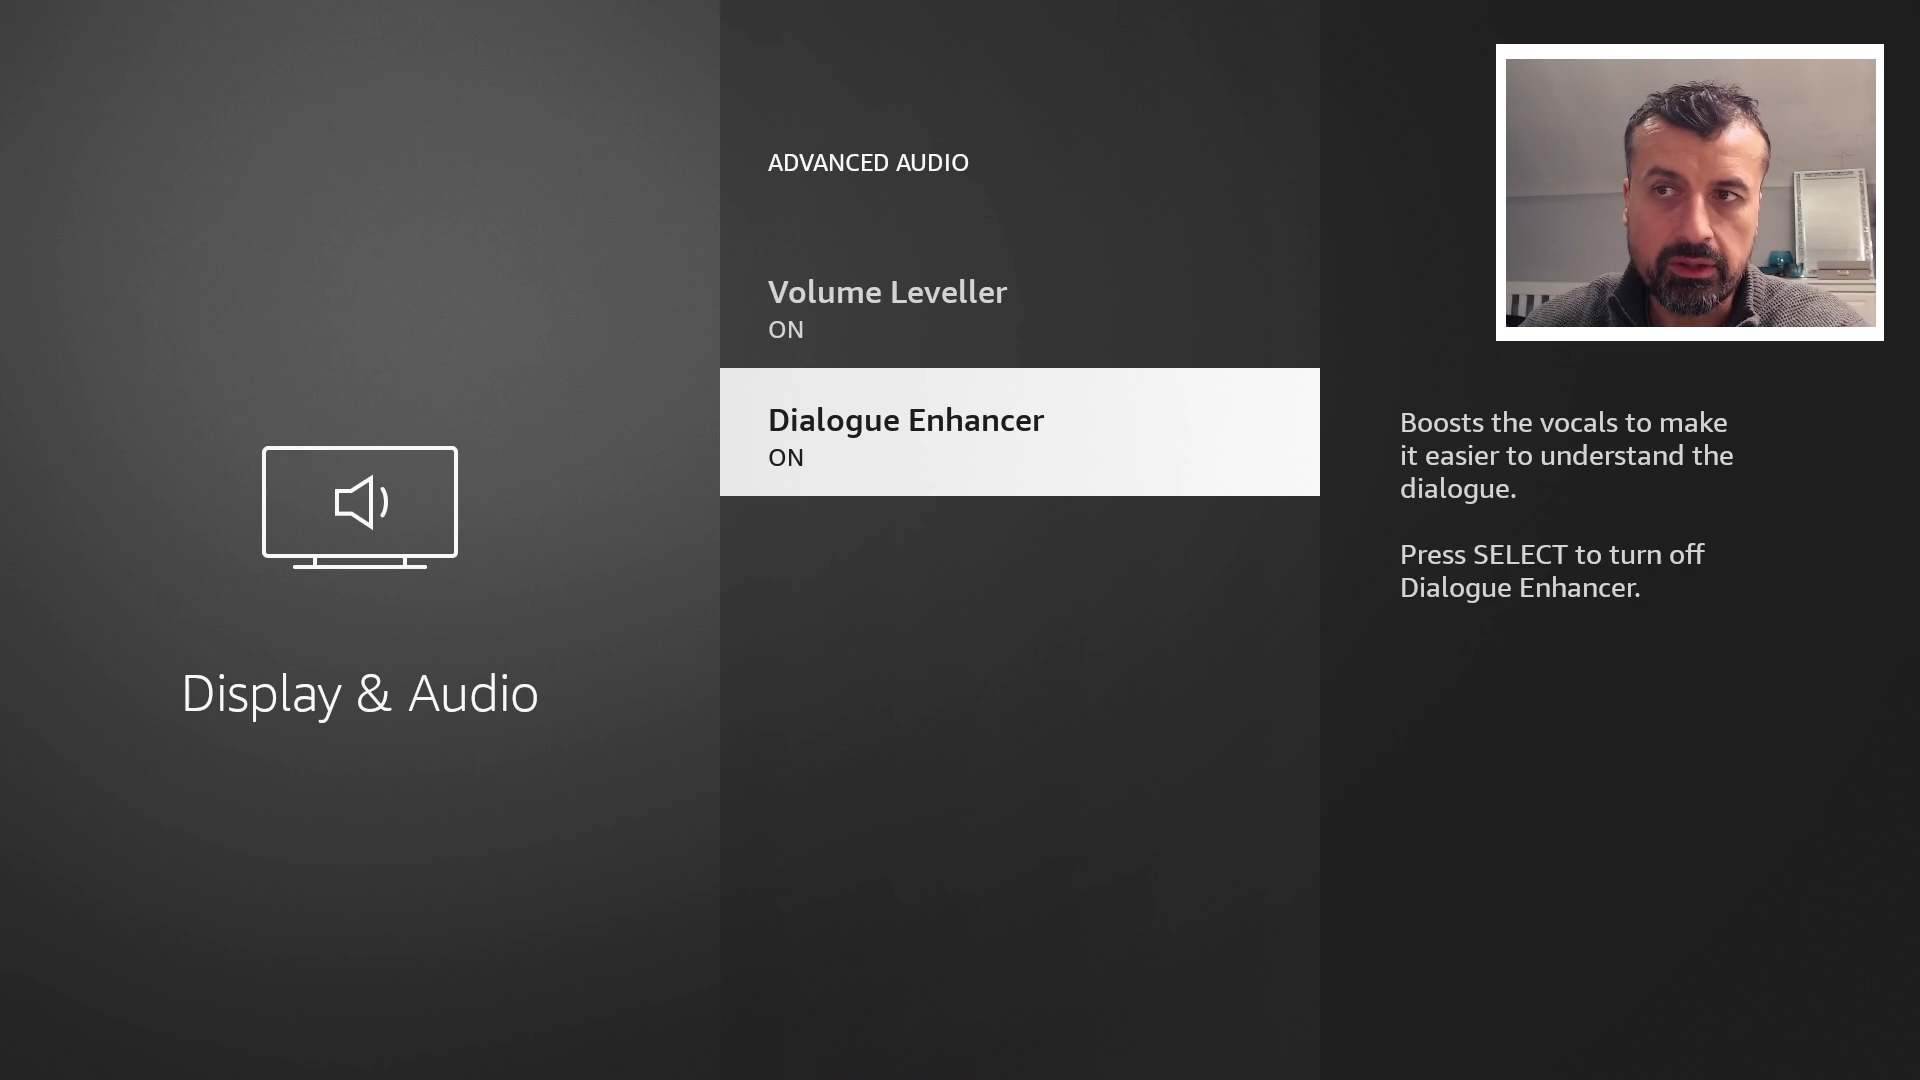 ADVANCED AUDIO
Volume Leveller
ON
Dialogue Enhancer
ON
Display & Audio
Boosts the vocals to make
it easier to understand the
dialogue.
Press SELECT to turn off
Dialogue Enhancer.